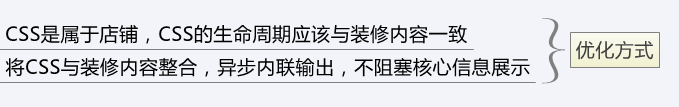 CSS是属于店铺，CSS的生命周期应该与装修内容一致
将CSS与装修内容整合，异步内联输出，不阻塞核心信息展示
优化方式